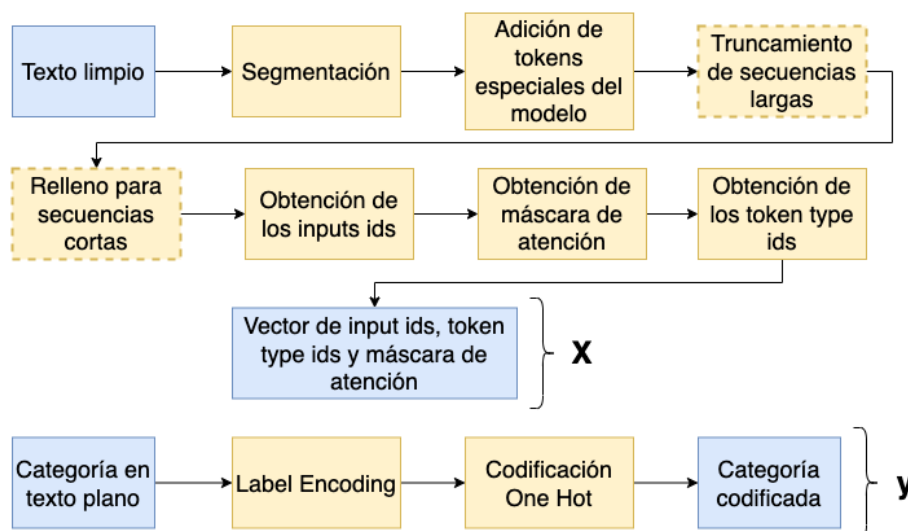 Texto limpio
Segmentación
Adición de
tokens
especiales del
modelo
Truncamiento
de secuencias
largas
Relleno para
secuencias
cortas
Obtención de
los inputs ids
Obtención de
máscara de
atención
Obtención de
los token type
ids
Vector de input ids, token
type ids y máscara de
atención
X
Categoría en
texto plano
Label Encoding
Codificación
One Hot
Categoría
codificada
y